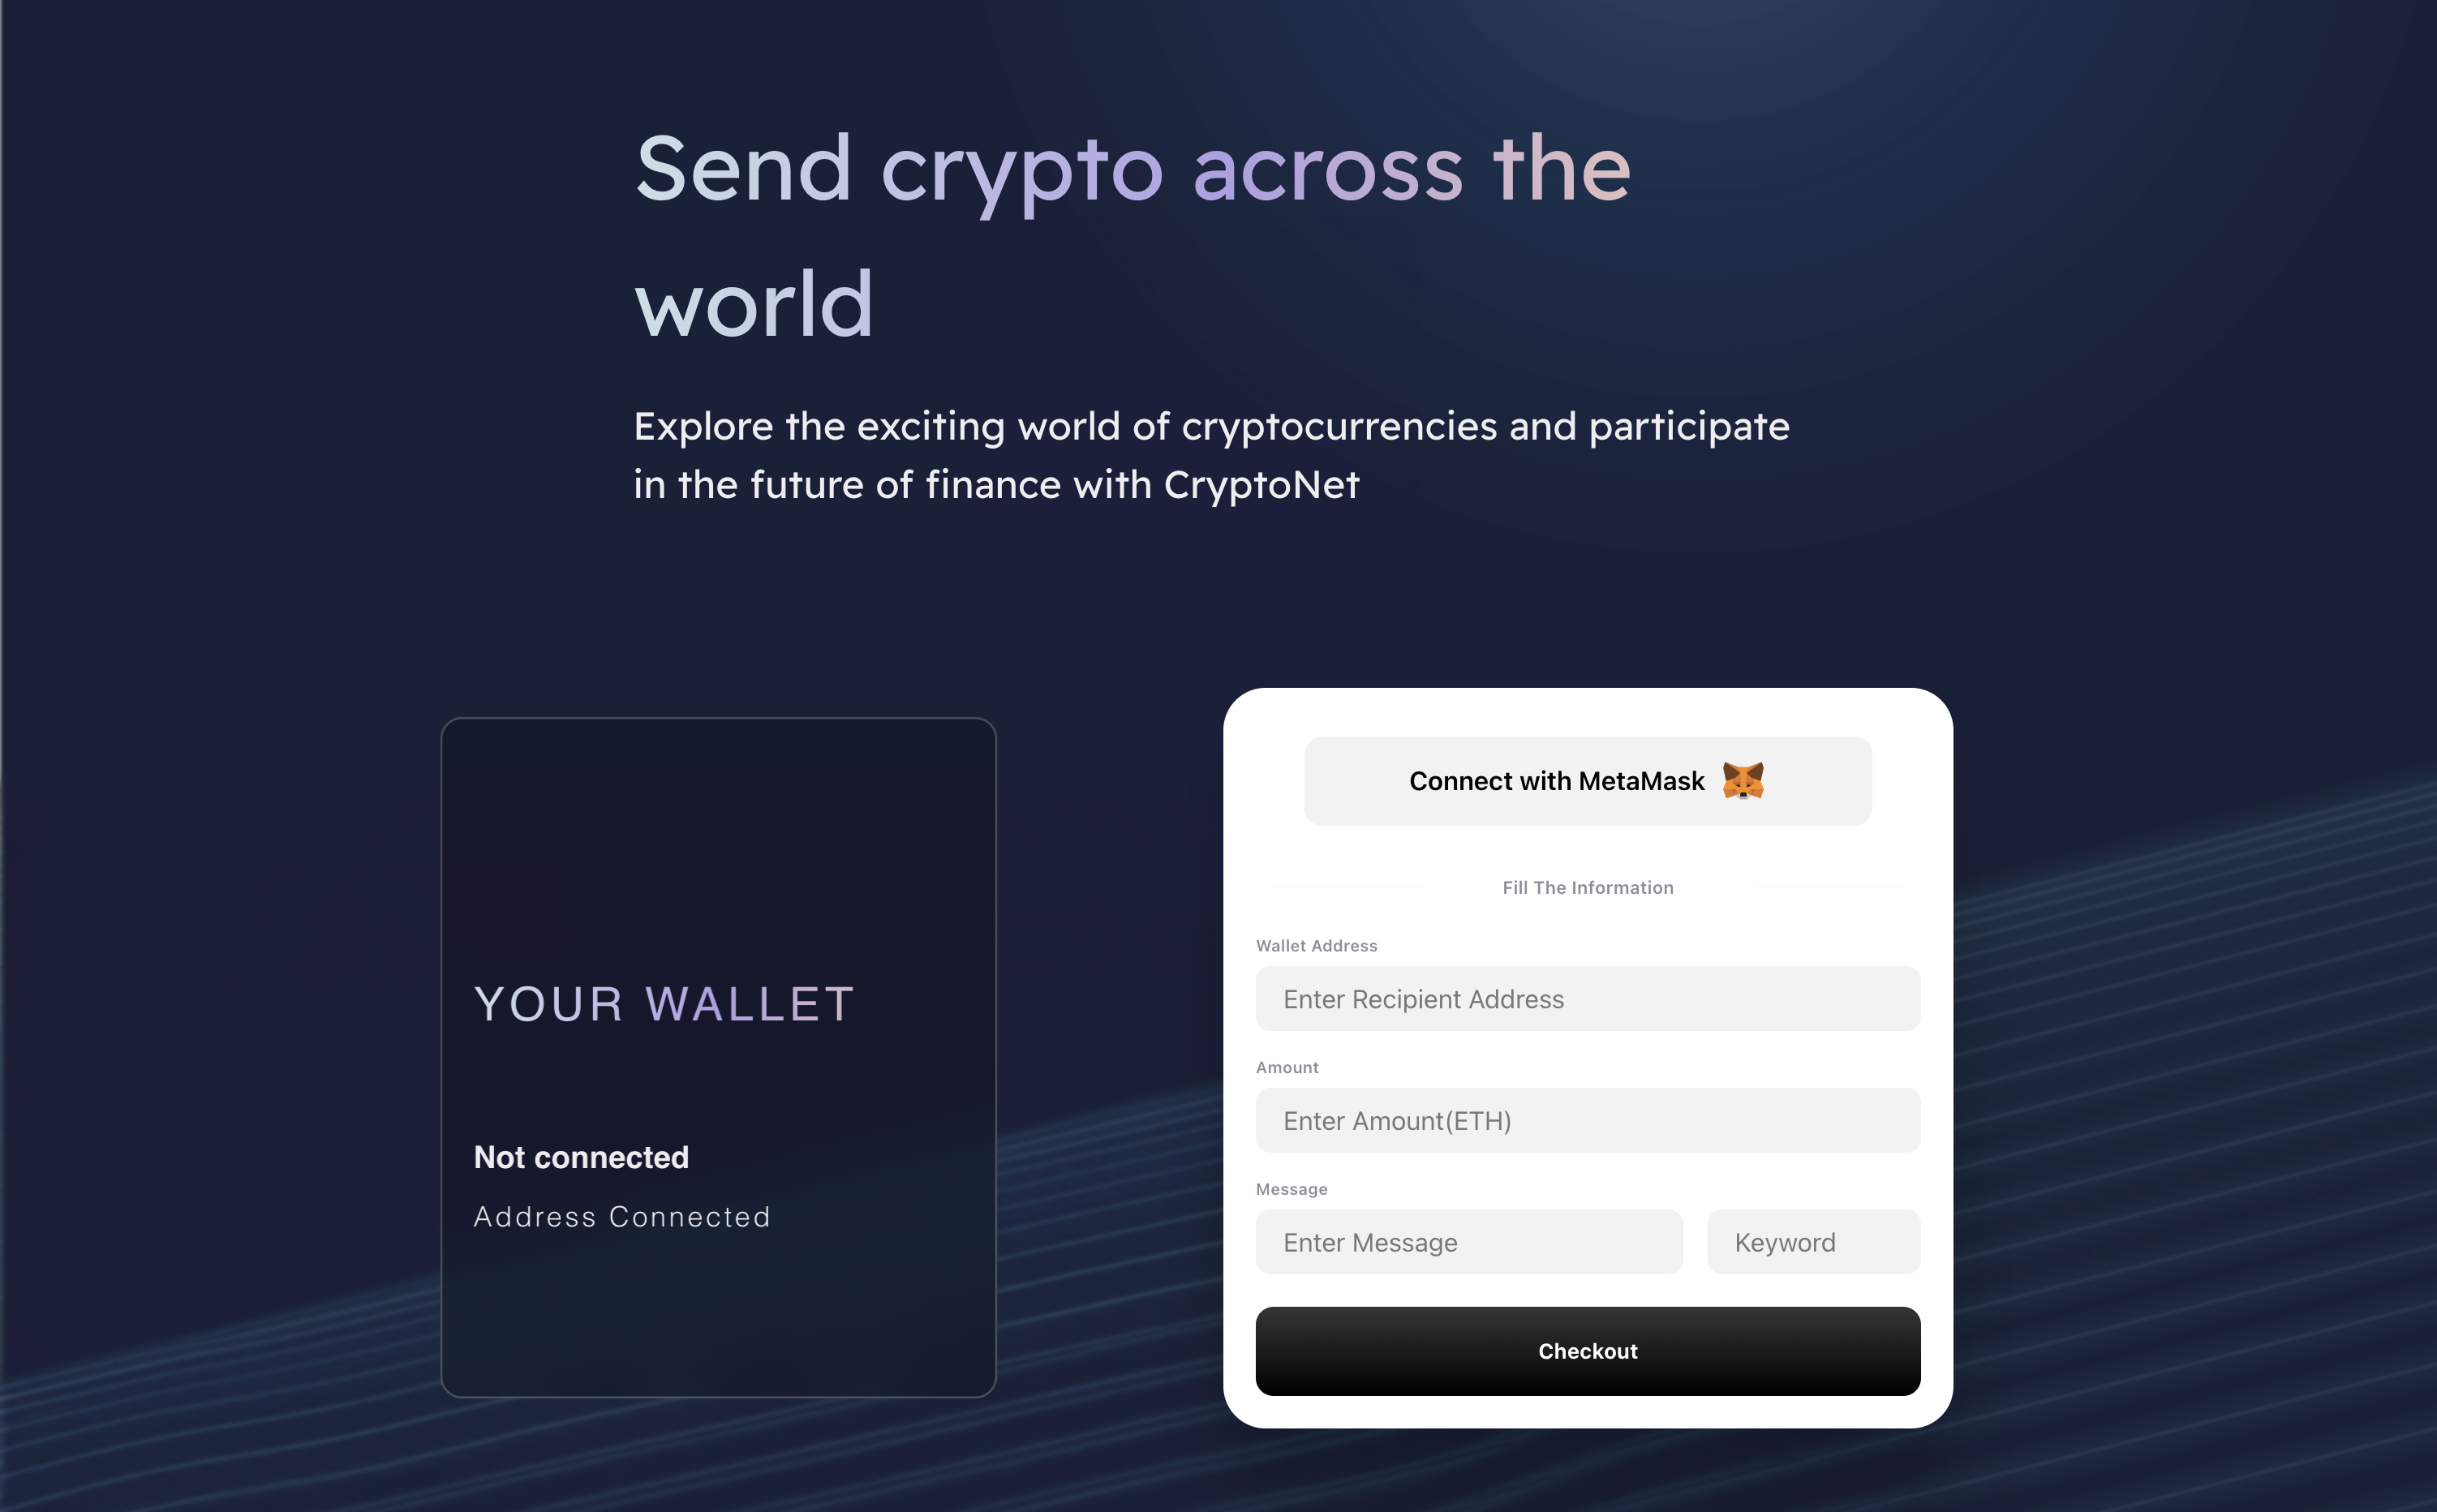 Send crypto across the
world
Explore the exciting world of cryptocurrencies and participate
in the future of finance with CryptoNet
YOUR WALLET
Not connected
Address Connected
Connect with MetaMask
Fill The Information
Wallet Address
Enter Recipient Address
Amount
Enter Amount(ETH)
Message
Enter Message
Keyword
Checkout